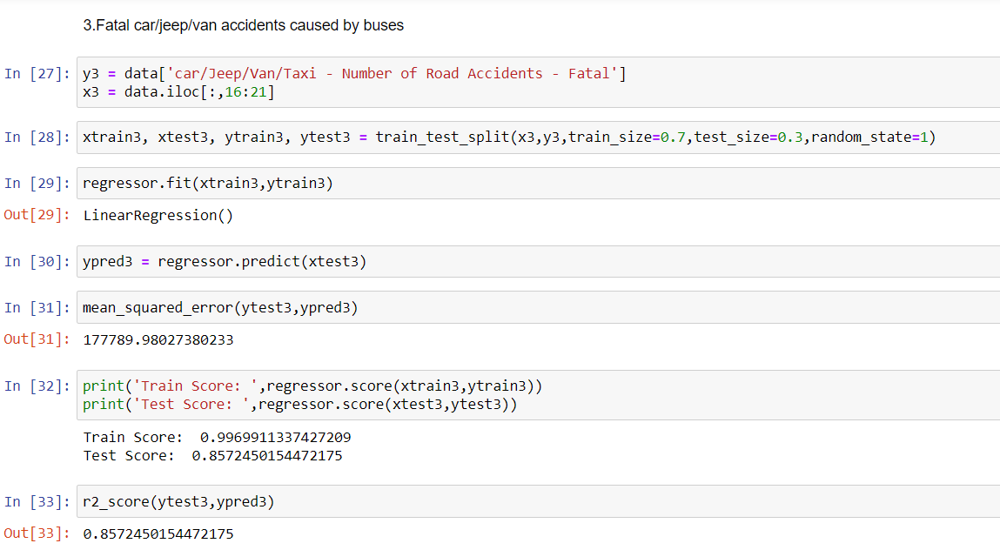 3.Fatal car/jeep/van accidents caused by buses
In [27]: y3 = data['car/Jeep/Van/Taxi - Number of Road Accidents - Fatal']
x3 = data.iloc[:,16:21]
In [28]: xtrain3, xtest3, ytrain3, ytest3 = train_test_split(x3,y3,train_size=0.7,test_size=0.3,random_state=1)
In [29]: regressor.fit(xtrain3,ytrain3)
Out[29]: LinearRegression()
In [30]: ypred3 = regressor.predict(xtest3)
In [31]: mean_squared_error(ytest3,ypred3)
Out[31]: 177789.98027380233
In [32]: print('Train Score: ',regressor.score(xtrain3,ytrain3))
print('Test Score: ',regressor.score(xtest3,ytest3))
Train Score:  0.9969911337427209
Test Score:  0.8572450154472175
In [33]: r2_score(ytest3,ypred3)
Out[33]: 0.8572450154472175